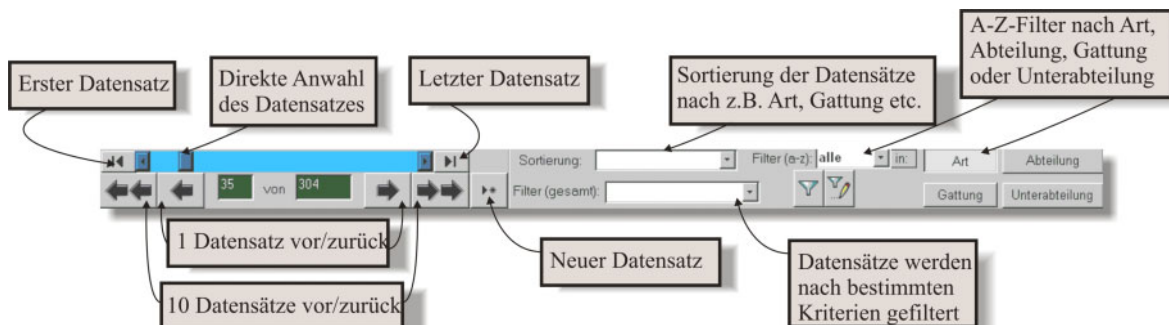 A-Z-Filter nach Art,
Abteilung, Gattung
oder Unterabteilung
Erster Datensatz
Direkte Anwahl
des Datensatzes
Letzter Datensatz
Sortierung der Datensätze
nach z.B. Art, Gattung etc.
Sortierung:
Filter (a-z): alle in:
Art Abteilung
35 von 304
Filter (gesamt):
Gattung Unterabteilung
1 Datensatz vor/zurück
Neuer Datensatz
Datensätze werden
nach bestimmten
Kriterien gefiltert
10 Datensätze vor/zurück